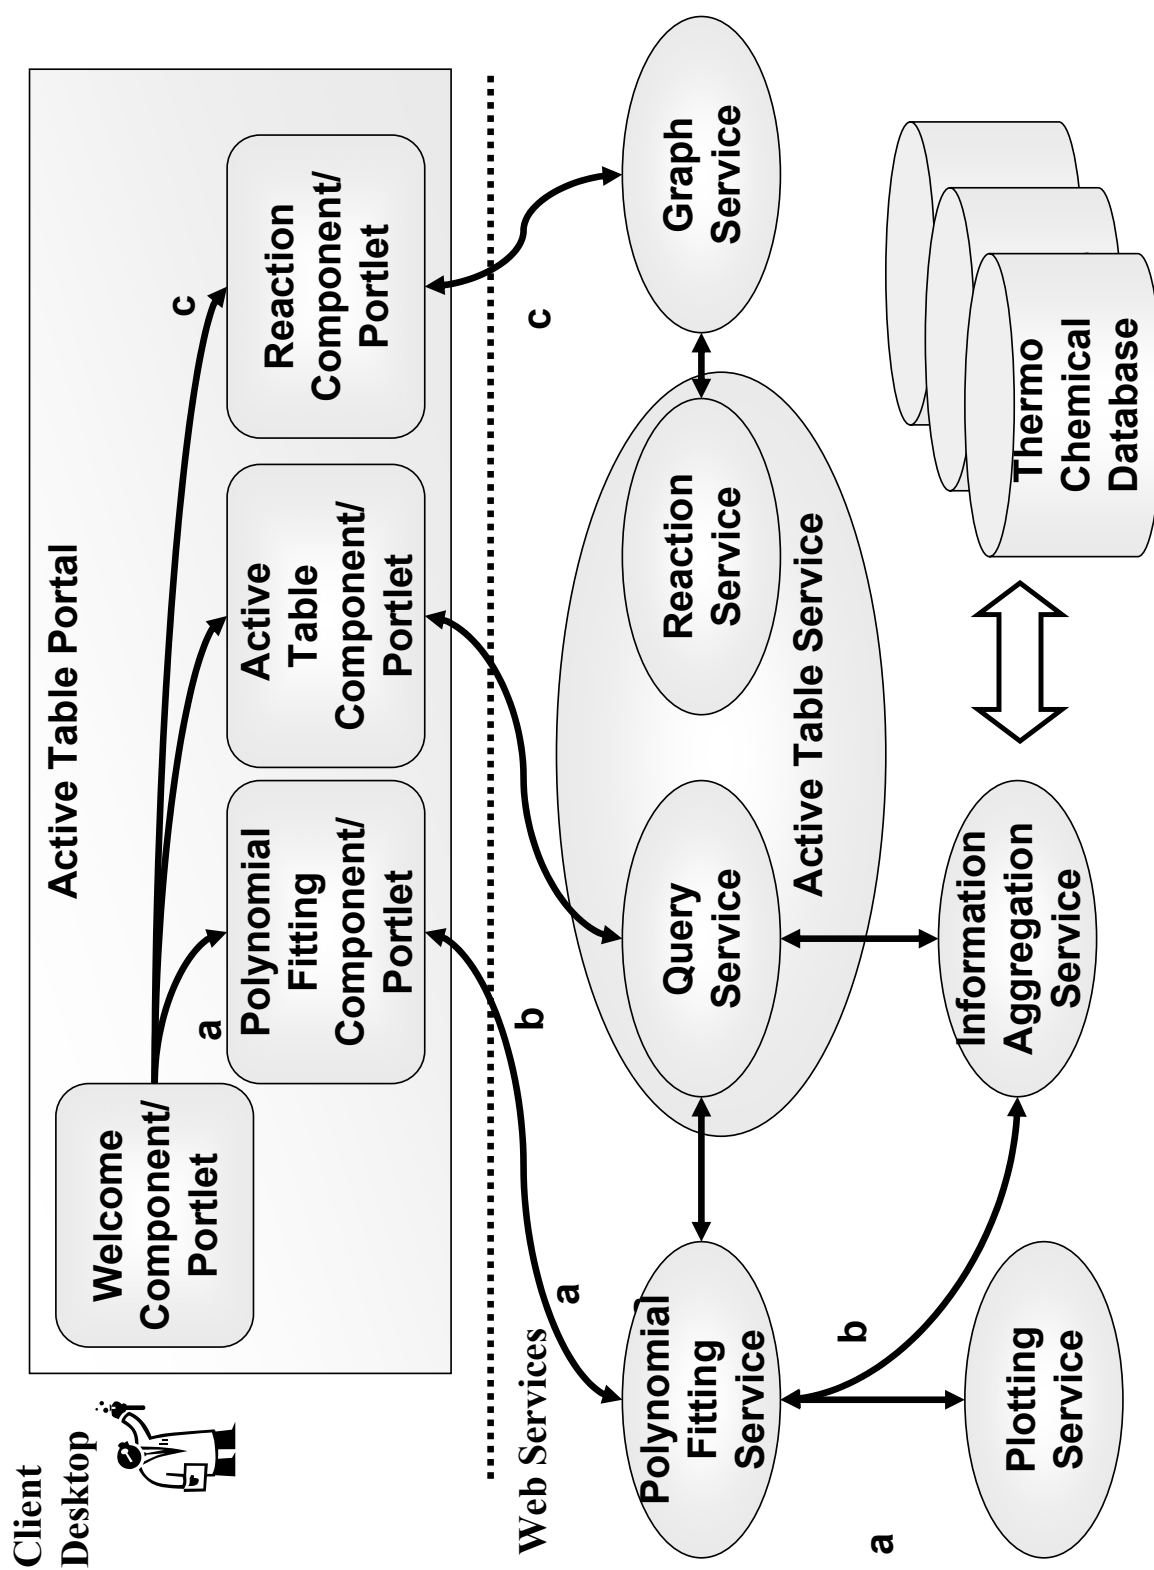 Client
Desktop
Active Table Portal
Welcome
Component/
Portlet
a
Polynomial
Fitting
Component/
Portlet
Active
Table
Component/
Portlet
c
Reaction
Component/
Portlet
Web Services
a
b
c
Polynomial
Fitting
Service
Query
Service
Reaction
Service
Active Table Service
Graph
Service
a
b
Plotting
Service
Information
Aggregation
Service
Thermo
Chemical
Database